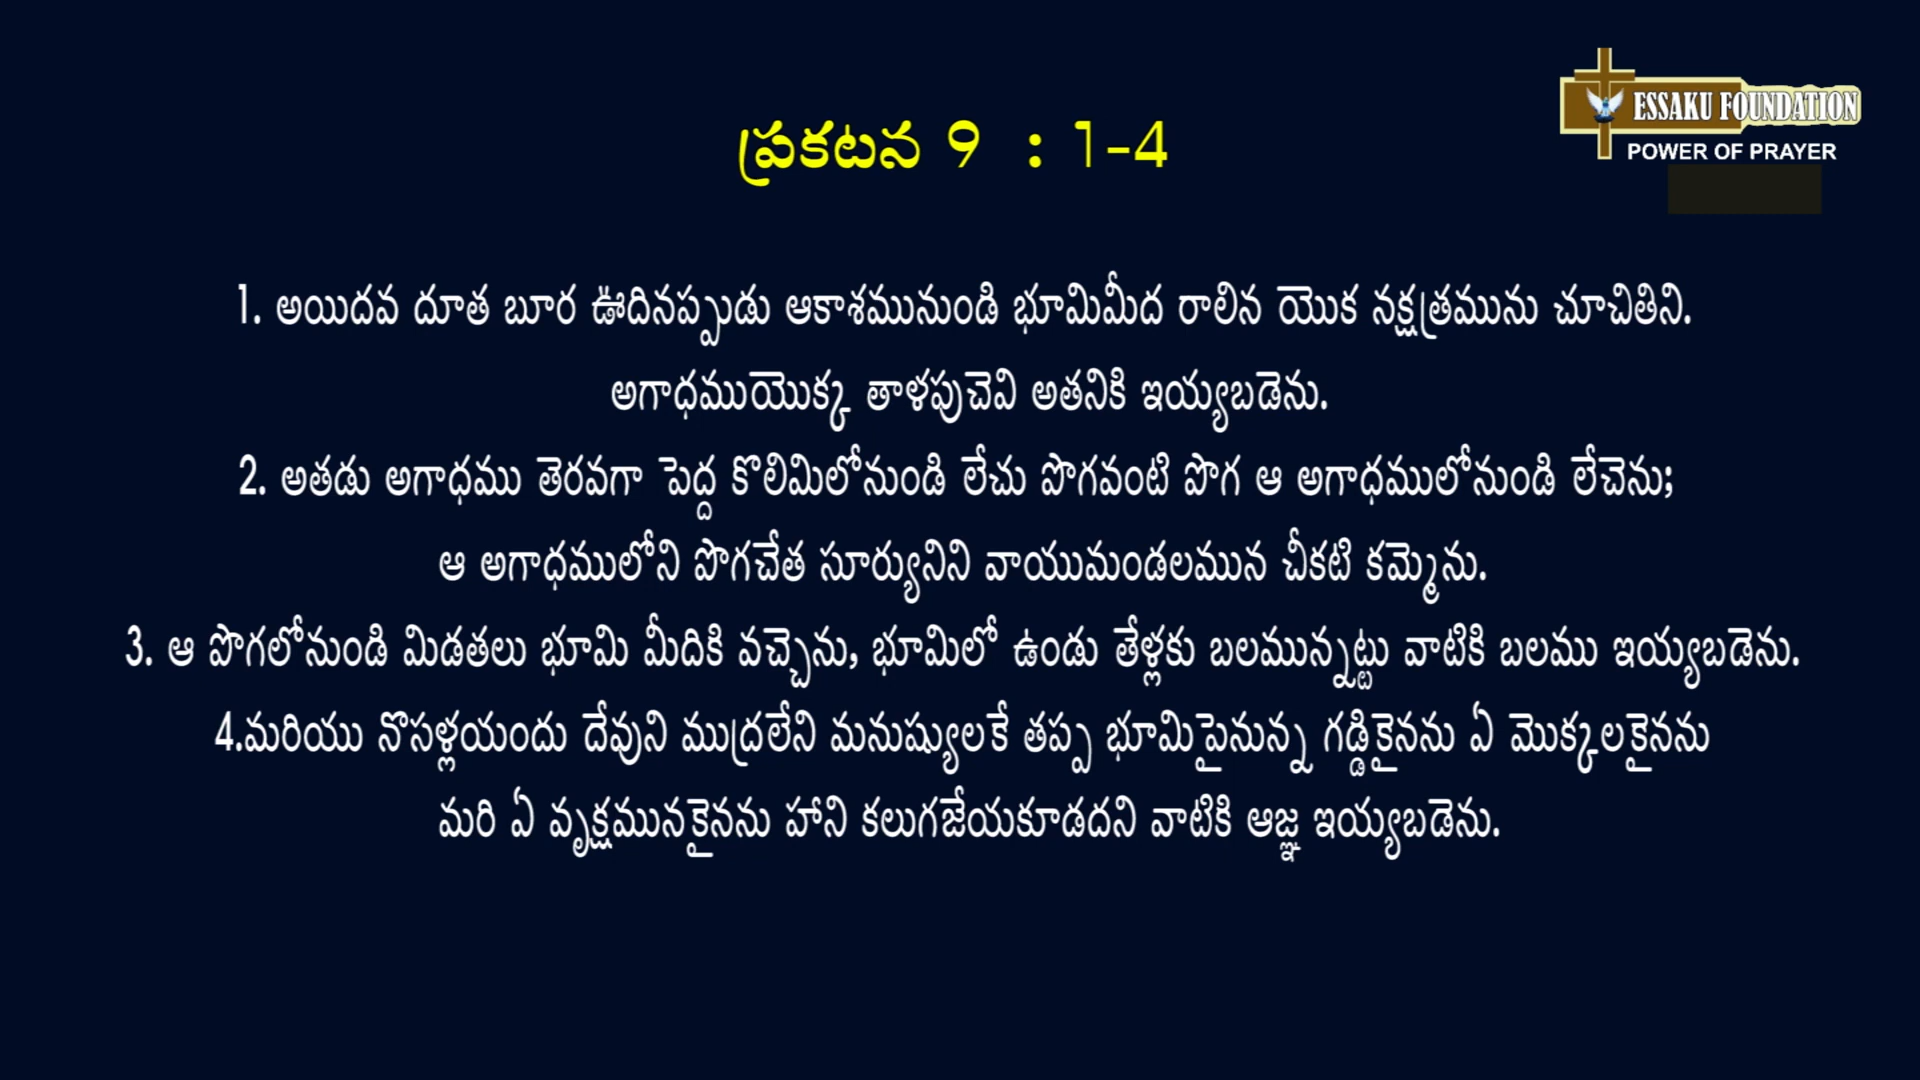 ESSAKU FOUNDATION
POWER OF PRAYER
ప్రకటన 9 : 1-4
1. అయిదవ దూత బూర ఊదినప్పుడు ఆకాశమునుండి భూమిమీద రాలిన యొక నక్షత్రమును చూచితిని.
అగాధముయొక్క తాళపుచెవి అతనికి ఇయ్యబడెను.
2. అతడు అగాధము తెరవగా పెద్ద కొలిమిలోనుండి లేచు పొగవంటి పొగ ఆ అగాధములోనుండి లేచెను;
ఆ అగాధములోని పొగచేత సూర్యునిని వాయుమండలమున చీకటి కమ్మెను.
3. ఆ పొగలోనుండి మిడతలు భూమి మీదికి వచ్చెను, భూమిలో ఉండు తేళ్లకు బలమున్నట్టు వాటికి బలము ఇయ్యబడెను.
4.మరియు నొసళ్లయందు దేవుని ముద్రలేని మనుష్యులకే తప్ప భూమిపైనున్న గడ్డికైనను ఏ మొక్కలకైనను
మరి ఏ వృక్షమునకైనను హాని కలుగజేయకూడదని వాటికి ఆజ్ఞ ఇయ్యబడెను.